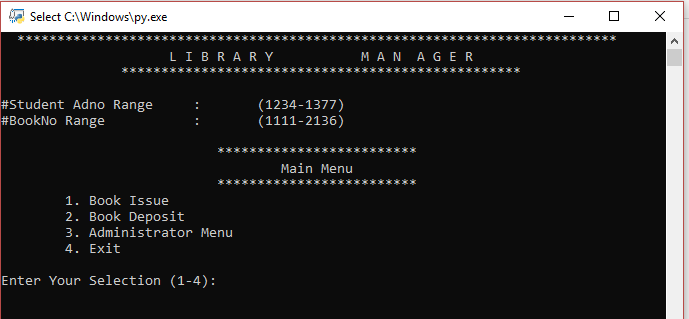 Select C:\Windows\py.exe
***************************************************************************
L I B R A R Y           M A N  A G E R
**************************************************
#Student Adno Range     :       (1234-1377)
#BookNo Range           :       (1111-2136)
*************************
Main Menu
*************************
1. Book Issue
2. Book Deposit
3. Administrator Menu
4. Exit
Enter Your Selection (1-4):